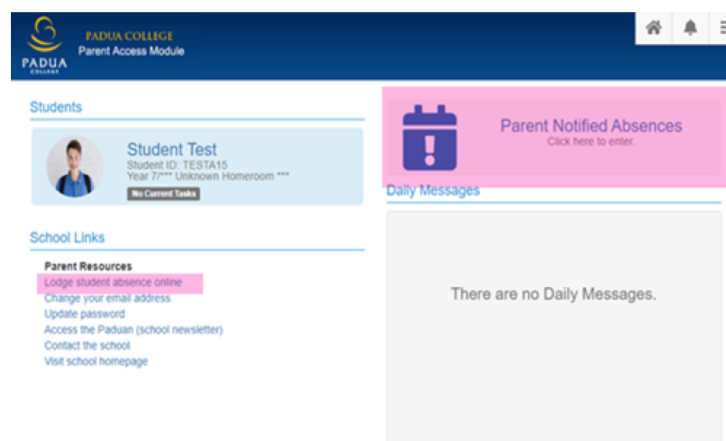 PADUA
COLLEGE
PADUA COLLEGE
Parent Access Module
Students
Student Test
Student ID: TESTA15
Year 7/*** Unknown Homeroom ***
No Current Tasks
School Links
Parent Resources
Lodge student absence online
Change your email address
Update password
Access the Paduan (school newsletter)
Contact the school
Visit school homepage
Parent Notified Absences
Click here to enter.
Daily Messages
There are no Daily Messages.